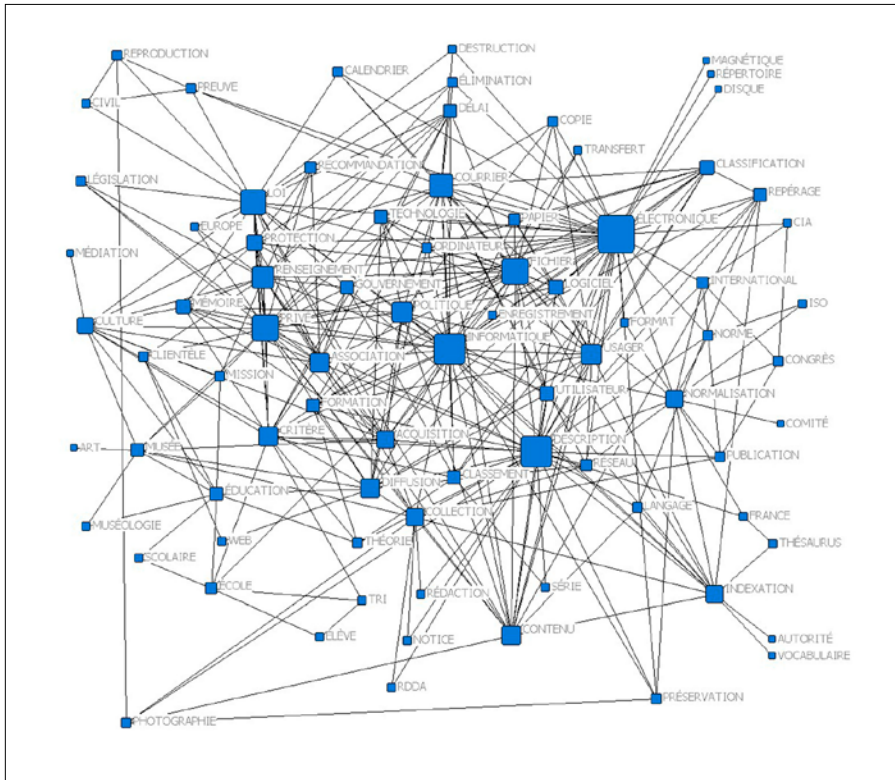 DESTRUCTION
REPRODUCTION
MAGNÉTIQUE
CALENDRIER
RÉPERTOIRE
ÉLIMINATION
PREUVE
DISQUE
CIVIL
DÉLAI
COPIE
TRANSFERT
RECOMMANDATION
CLASSIFICATION
LÉGISLATION
COURRIER
REPÉRAGE
LOI
TECHNOLOGIE
PAPIER
ÉLECTRONIQUE
CIA
EUROPE
PROTECTION
ORDINATEUR
MÉDIATION
RENSEIGNEMENT
FICHIER
GOUVERNEMENT
LOGICIEL
INTERNATIONAL
MÉMOIRE
POLITIQUE
ISO
ENREGISTREMENT
CULTURE
PRIVÉ
FORMAT
NORME
INFORMATIQUE
CLIENTÈLE
ASSOCIATION
USAGER
CONGRÈS
MISSION
UTILISATEUR
NORMALISATION
FORMATION
COMITÉ
CRITÈRE
ACQUISITION
ART
MUSÉE
DESCRIPTION
PUBLICATION
RÉSEAU
CLASSEMENT
DIFFUSION
ÉDUCATION
LANGAGE
COLLECTION
FRANCE
MUSÉOLOGIE
WEB
THÉORIE
THÉSAURUS
SCOLAIRE
ÉCOLE
SÉRIE
RÉDACTION
INDEXATION
TRI
ÉLÈVE
NOTICE
CONTENU
AUTORITÉ
VOCABULAIRE
RDDA
PRÉSERVATION
PHOTOGRAPHIE